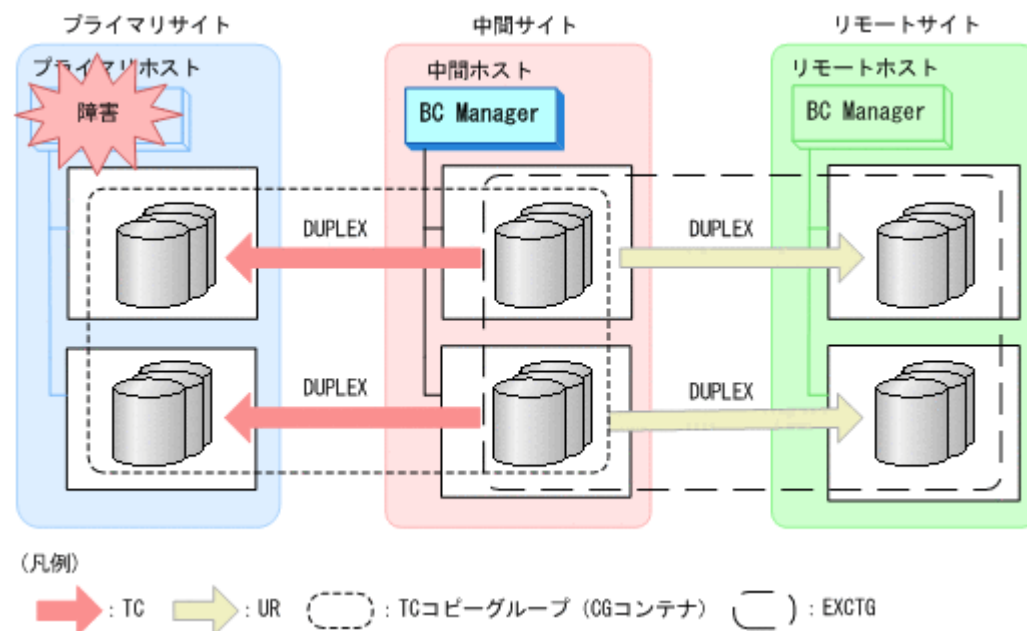 プライマリサイト
中間サイト
リモートサイト
プライマリホスト
中間ホスト
リモートホスト
障害
BC Manager
BC Manager
DUPLEX
DUPLEX
DUPLEX
DUPLEX
(凡例)
: TC
: UR
: TCコピーグループ (CGコンテナ)
: EXCTG